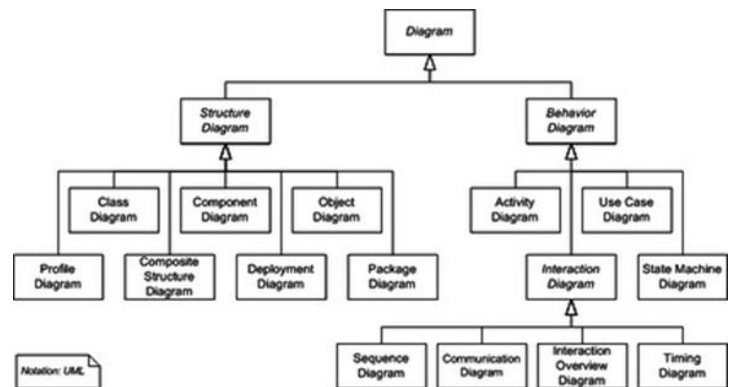 Diagram
Structure
Diagram
Behavior
Diagram
Class
Diagram
Component
Diagram
Object
Diagram
Activity
Diagram
Use Case
Diagram
Profile
Diagram
Composite
Structure
Diagram
Deployment
Diagram
Package
Diagram
Interaction
Diagram
State Machine
Diagram
Sequence
Diagram
Communication
Diagram
Interaction
Overview
Diagram
Timing
Diagram
Notation: UML